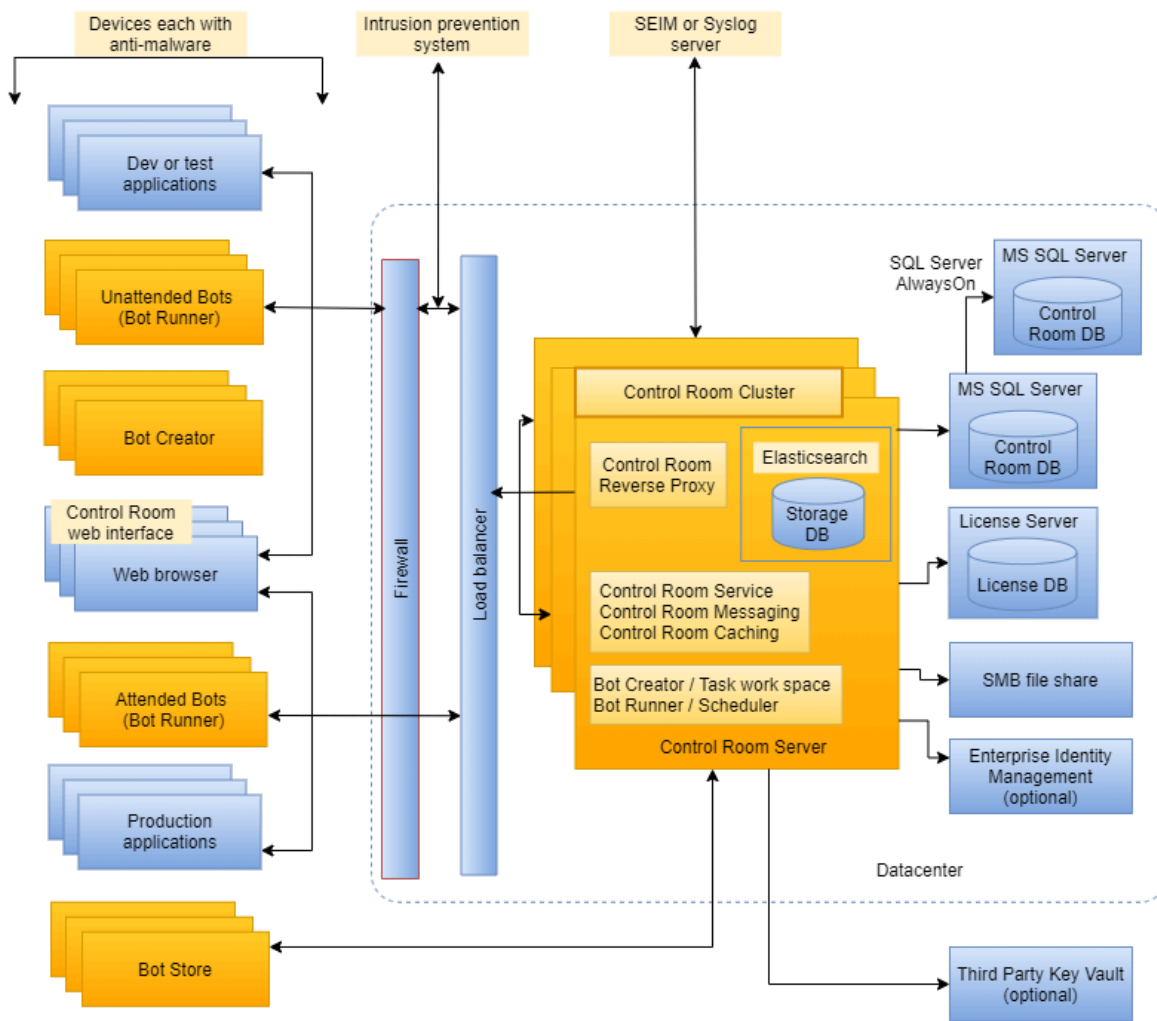 Devices each with
anti-malware
Intrusion prevention
system
SEIM or Syslog
server
Dev or test
applications
Unattended Bots
(Bot Runner)
Bot Creator
Control Room
web interface
Web browser
Attended Bots
(Bot Runner)
Production
applications
Bot Store
Firewall
Load balancer
Control Room Cluster
Control Room
Reverse Proxy
Elasticsearch
Storage
DB
Control Room Service
Control Room Messaging
Control Room Caching
Bot Creator / Task work space
Bot Runner / Scheduler
Control Room Server
SQL Server
AlwaysOn
MS SQL Server
Control
Room DB
MS SQL Server
Control
Room DB
License Server
License DB
SMB file share
Enterprise Identity
Management
(optional)
Datacenter
Third Party Key Vault
(optional)